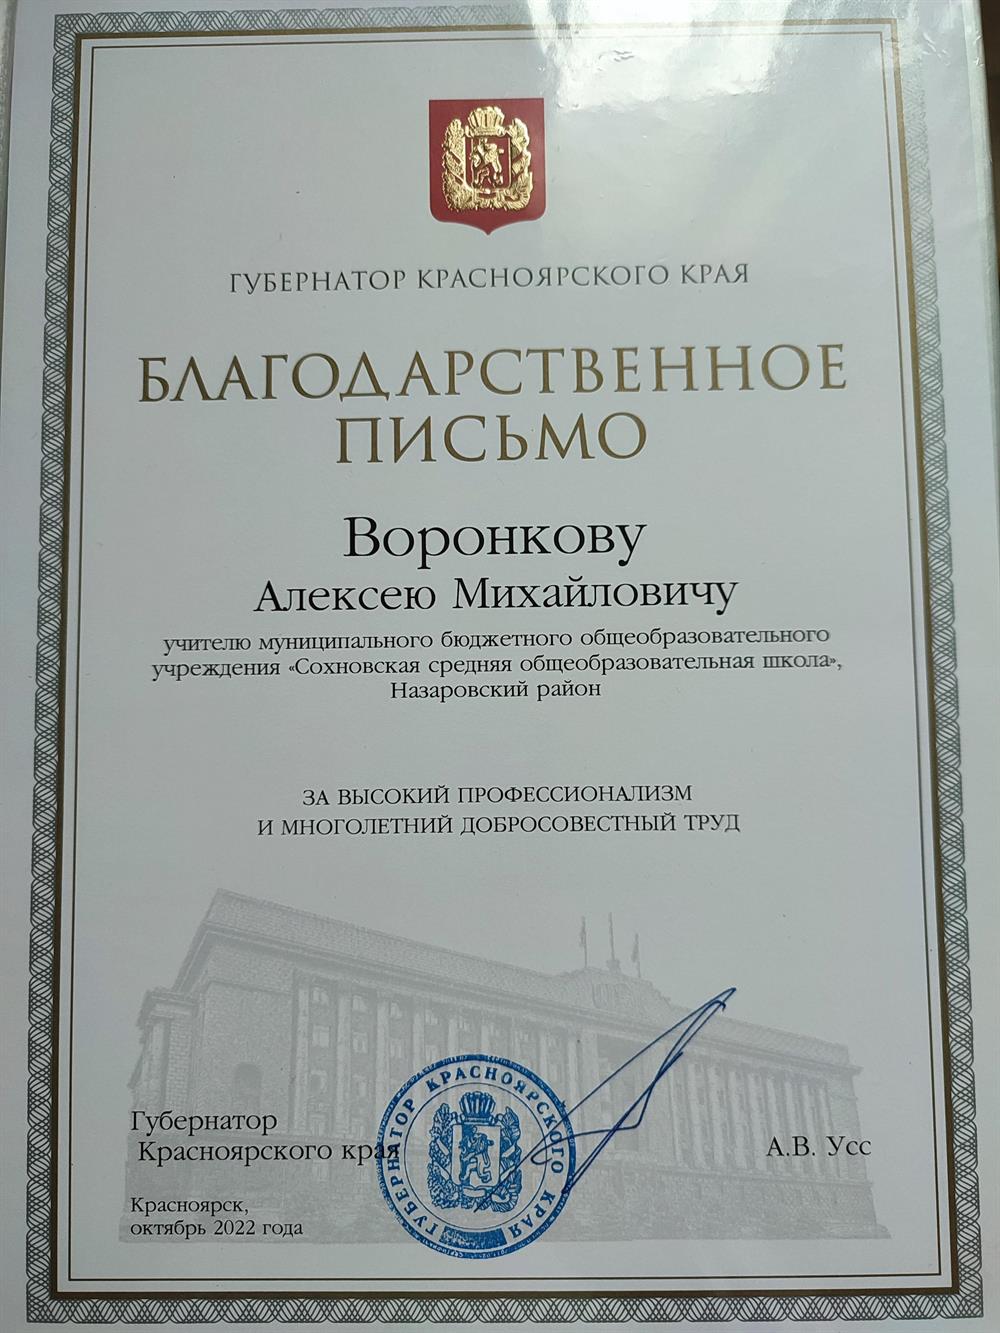 ГУБЕРНАТОР КРАСНОЯРСКОГО КРАЯ
БЛАГОДАРСТВЕННОЕ
ПИСЬМО
Воронкову
Алексею Михайловичу
учителю муниципального бюджетного общеобразовательного
учреждения «Сохновская средняя общеобразовательная школа»,
Назаровский район
ЗА ВЫСОКИЙ ПРОФЕССИОНАЛИЗМ
И МНОГОЛЕТНИЙ ДОБРОСОВЕСТНЫЙ ТРУД
Губернатор
Красноярского края
А.В. Усс
ГУБЕРНАТОР КРАСНОЯРСКОГО КРАЯ
Красноярск,
октябрь 2022 года